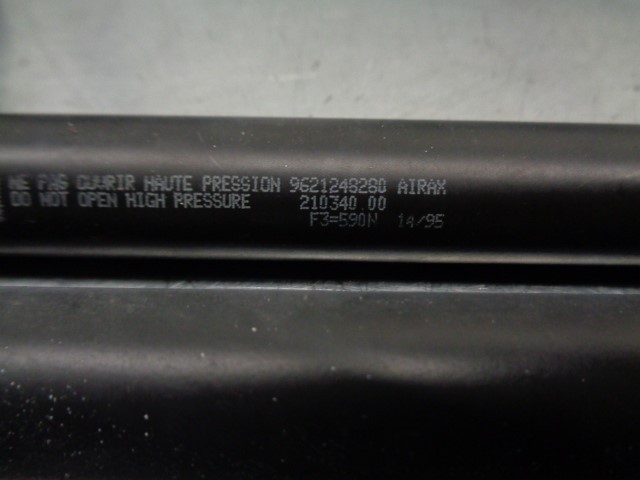 NE PAS OUVRIR HAUTE PRESSION 9621248280 AIRAX
DO NOT OPEN HIGH PRESSURE 210340.00
F3=590N 14/95